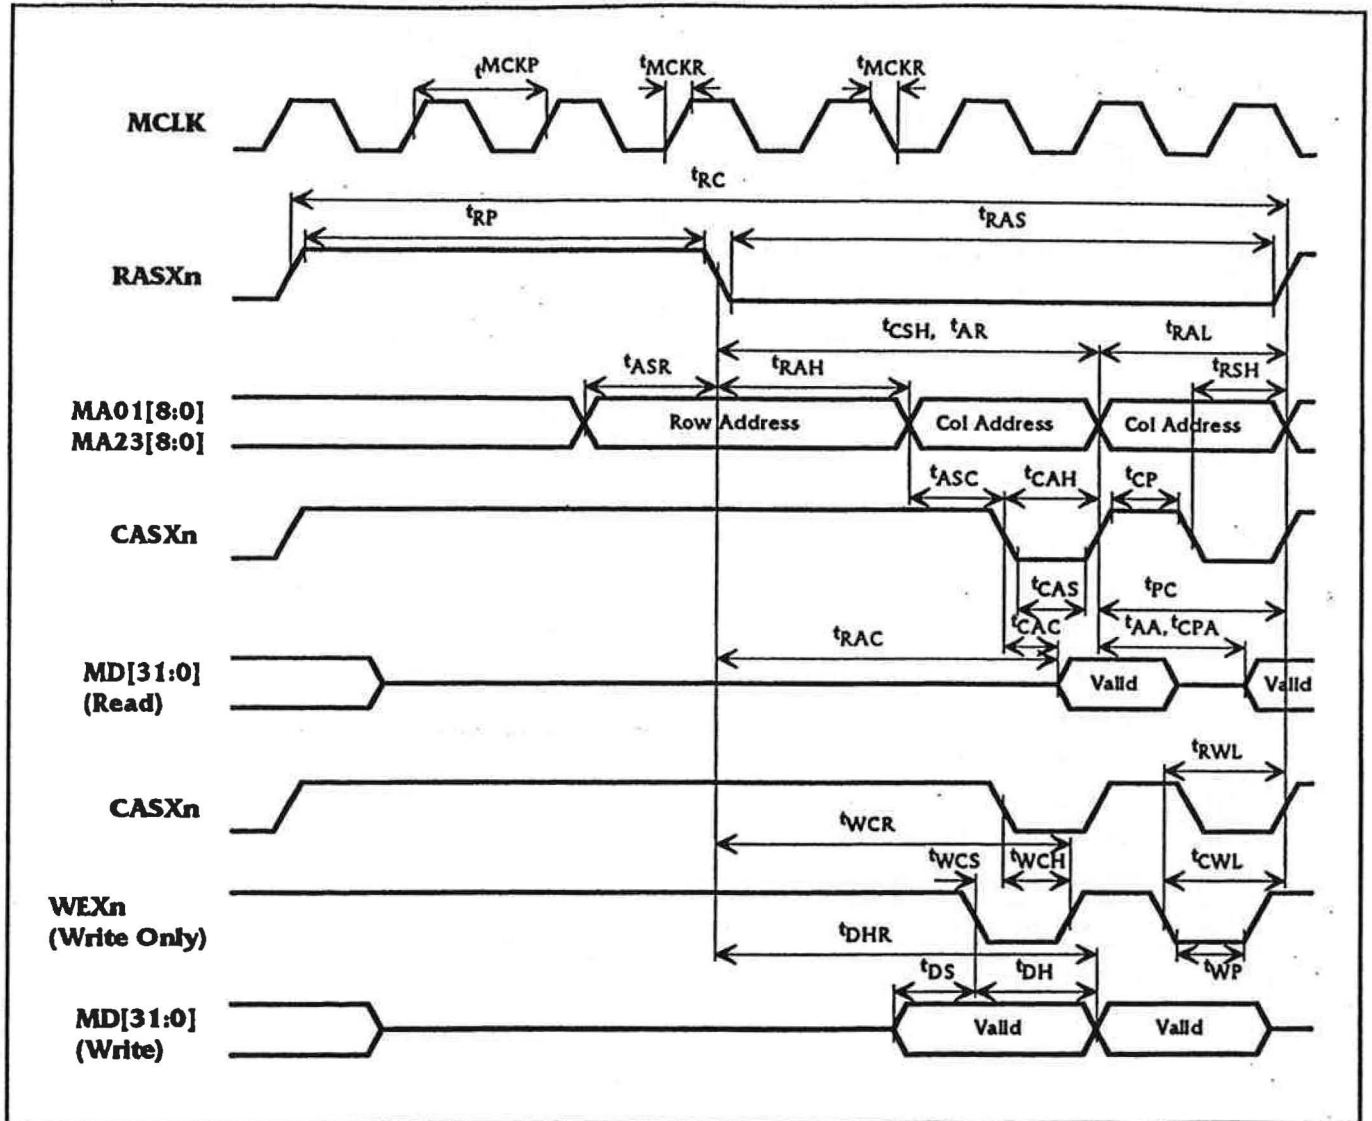 tMCKP tMCKR tMCKR
MCLK
tRC
tRP tRAS
RASXn
tCSH, tAR tRAL
tASR tRAH tRSH
MA01[8:0]
MA23[8:0]
Row Address Col Address Col Address
tASC tCAH tCP
CASXn
tCAS tPC
tRAC tCAC tAA, tCPA
MD[31:0]
(Read)
Valid Valid
tRWL
CASXn
tWCR
tWCS tWCH tCWL
WEXn
(Write Only)
tDHR
tDS tDH tWP
MD[31:0]
(Write)
Valid Valid